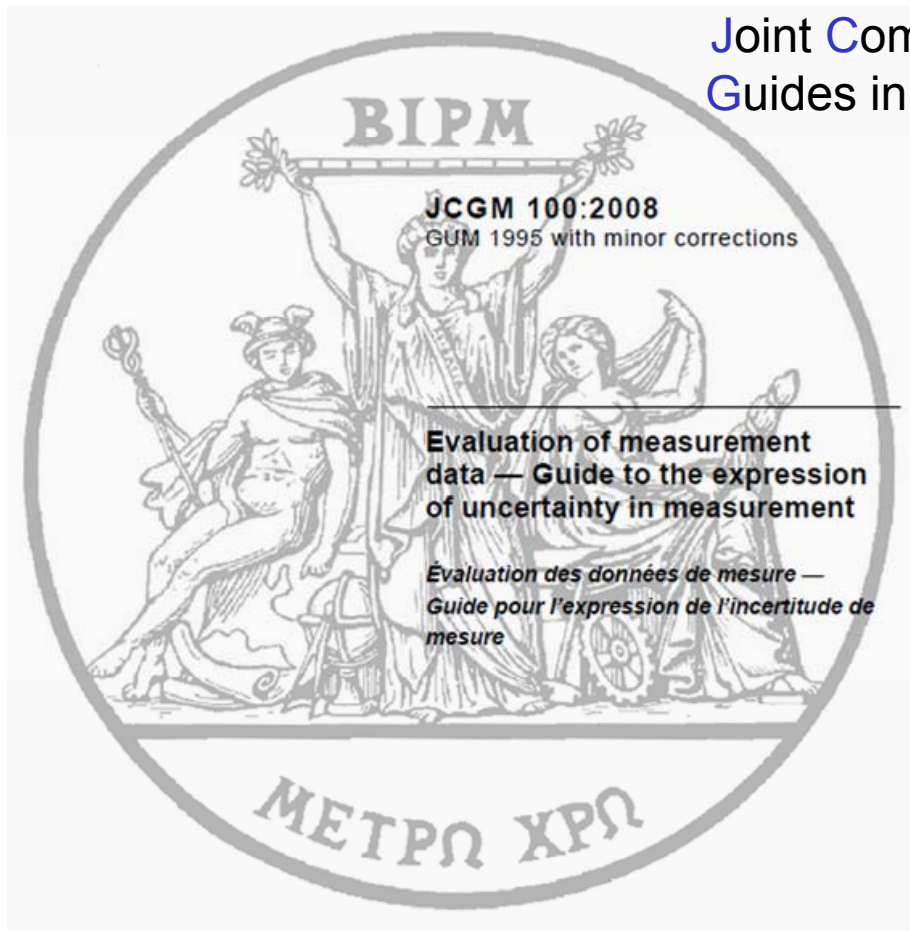 Joint Com
Guides in
BIPM
JCGM 100:2008
GUM 1995 with minor corrections
Evaluation of measurement
data — Guide to the expression
of uncertainty in measurement
Évaluation des données de mesure —
Guide pour l'expression de l'incertitude de
mesure
ΜΕΤΡΩ ΧΡΩ